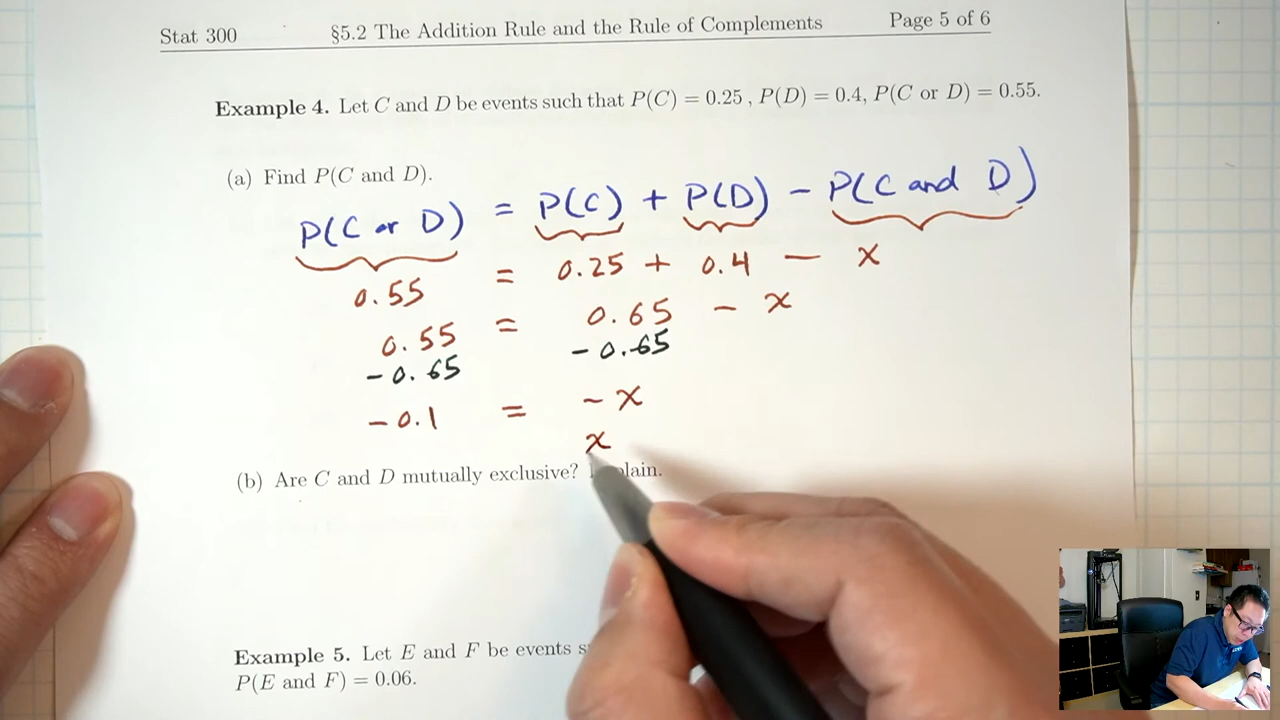 Stat 300 §5.2 The Addition Rule and the Rule of Complements Page 5 of 6
Example 4. Let C and D be events such that P(C) = 0.25 , P(D) = 0.4, P(C or D) = 0.55.
(a) Find P(C and D).
P(C or D) = P(C) + P(D) - P(C and D)
0.55 = 0.25 + 0.4 - x
0.55 = 0.65 - x
-0.65 -0.65
-0.1 = -x
x
(b) Are C and D mutually exclusive?
Example 5. Let E and F be events
P(E and F) = 0.06.